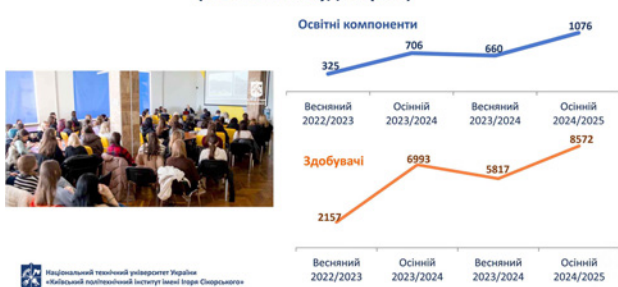 Освітні компоненти
325
706
660
1076
Весняний 2022/2023
Осінній 2023/2024
Весняний 2023/2024
Осінній 2024/2025
Здобувачі
2157
6993
5817
8572
Весняний 2022/2023
Осінній 2023/2024
Весняний 2023/2024
Осінній 2024/2025
Національний технічний університет України
«Київський політехнічний інститут імені Ігоря Сікорського»